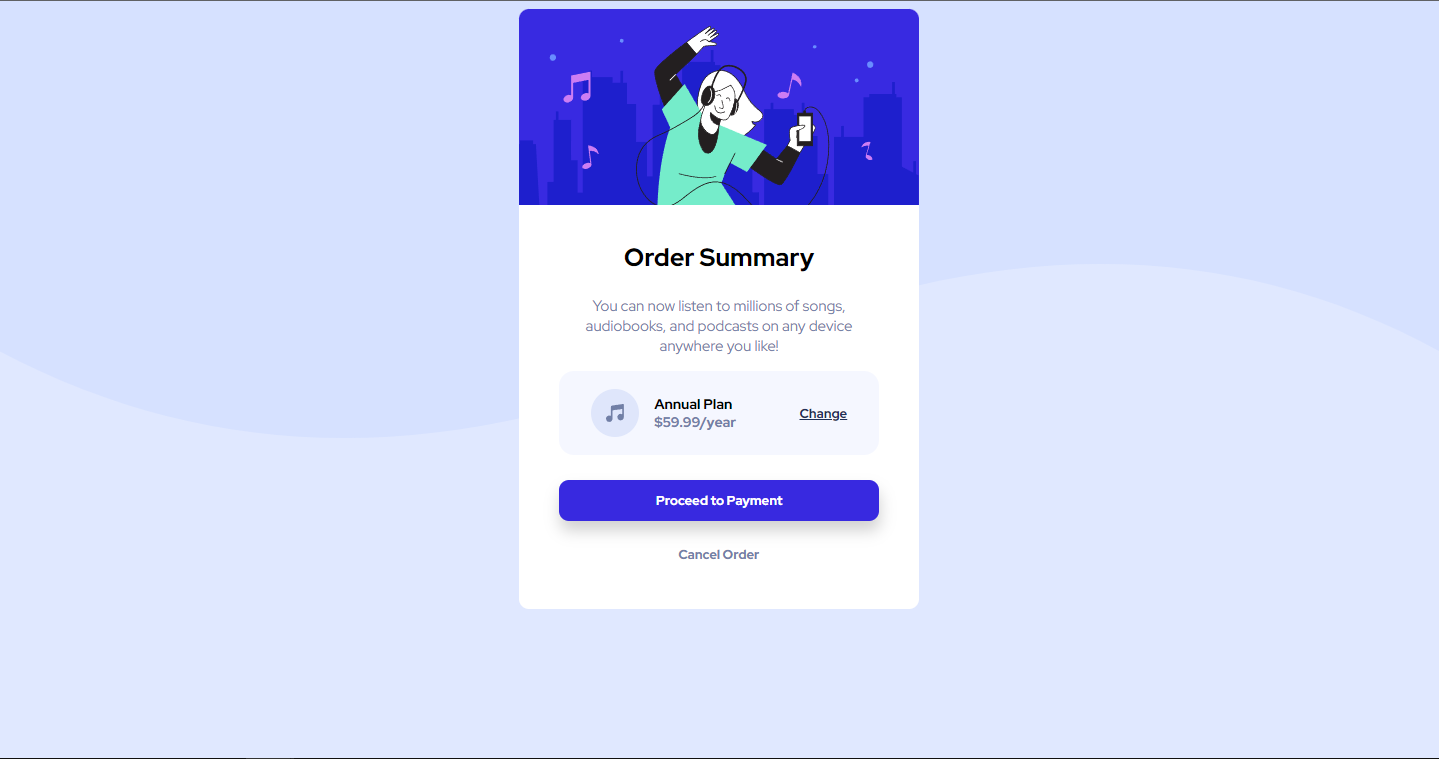 Order Summary
You can now listen to millions of songs,
audiobooks, and podcasts on any device
anywhere you like!
Annual Plan
$59.99/year
Change
Proceed to Payment
Cancel Order